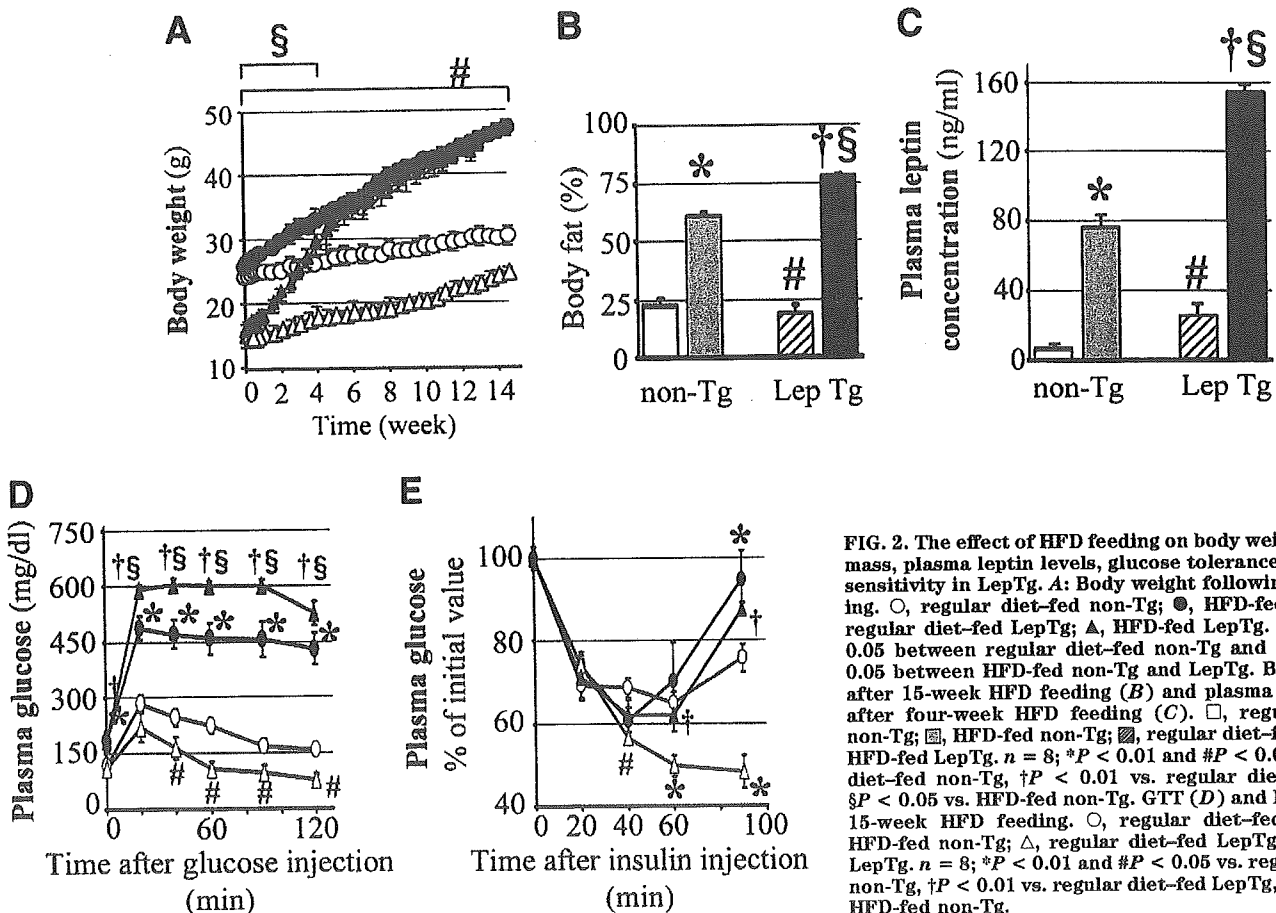 A
§
#
Body weight (g)
50
40
30
20
10
0 2 4 6 8 10 12 14
Time (week)
B
Body fat (%)
100
75
50
25
0
*
#
†§
non-Tg Lep Tg
C
Plasma leptin
concentration (ng/ml)
160
120
80
40
0
*
#
†§
non-Tg Lep Tg
D
Plasma glucose (mg/dl)
750
600
450
300
150
0
†§ †§ †§ †§ †§
* * * * *
†
*
# # # #
0 60 120
Time after glucose injection
(min)
E
Plasma glucose
% of initial value
100
80
60
40
*
†
†
#
* *
0 20 40 60 80 100
Time after insulin injection
(min)
FIG. 2. The effect of HFD feeding on body wei
mass, plasma leptin levels, glucose tolerance
sensitivity in LepTg. A: Body weight followin
ing. ○, regular diet–fed non-Tg; ●, HFD-fe
regular diet–fed LepTg; ▲, HFD-fed LepTg.
0.05 between regular diet–fed non-Tg and
0.05 between HFD-fed non-Tg and LepTg. B
after 15-week HFD feeding (B) and plasma
after four-week HFD feeding (C). □, regu
non-Tg; ▩, HFD-fed non-Tg; ▨, regular diet–f
HFD-fed LepTg. n = 8; *P < 0.01 and #P < 0.0
diet–fed non-Tg, †P < 0.01 vs. regular die
§P < 0.05 vs. HFD-fed non-Tg. GTT (D) and
15-week HFD feeding. ○, regular diet–fed
HFD-fed non-Tg; △, regular diet–fed LepTg
LepTg. n = 8; *P < 0.01 and #P < 0.05 vs. reg
non-Tg, †P < 0.01 vs. regular diet–fed LepTg,
HFD-fed non-Tg.